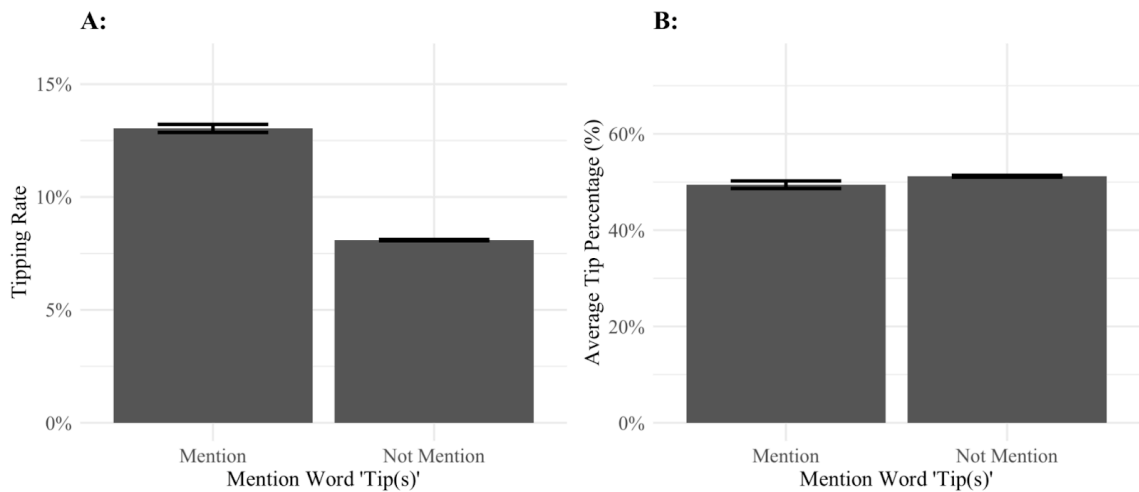 A:
15%
10%
5%
0%
Tipping Rate
Mention Not Mention
Mention Word 'Tip(s)'
B:
60%
40%
20%
0%
Average Tip Percentage (%)
Mention Not Mention
Mention Word 'Tip(s)'